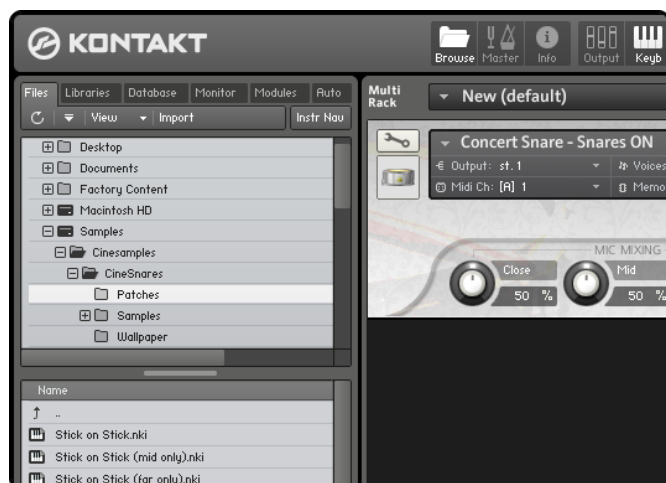 KONTAKT
Browse Master Info Output Keyb
Files Libraries Database Monitor Modules Auto
View Import Instr Nav
Desktop
Documents
Factory Content
Macintosh HD
Samples
Cinesamples
CineSnares
Patches
Samples
Wallpaper
Name
..
Stick on Stick.nki
Stick on Stick (mid only).nki
Stick on Stick (far only).nki
Multi
Rack
New (default)
Concert Snare - Snares ON
Output: st.1 Voices
Midi Ch: [A] 1 Memo
MIC MIXING
Close Mid
50 % 50 %